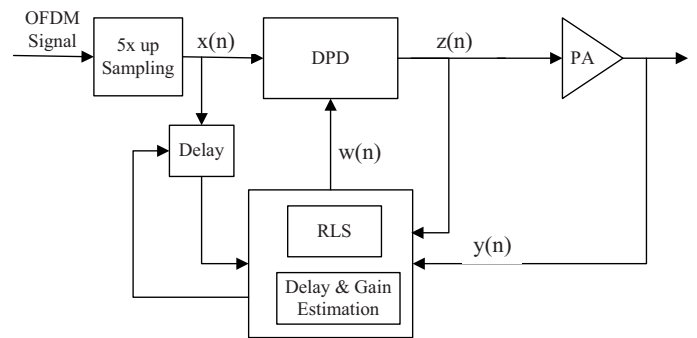 OFDM
Signal
5x up
Sampling
x(n)
DPD
z(n)
PA
Delay
w(n)
RLS
y(n)
Delay & Gain
Estimation